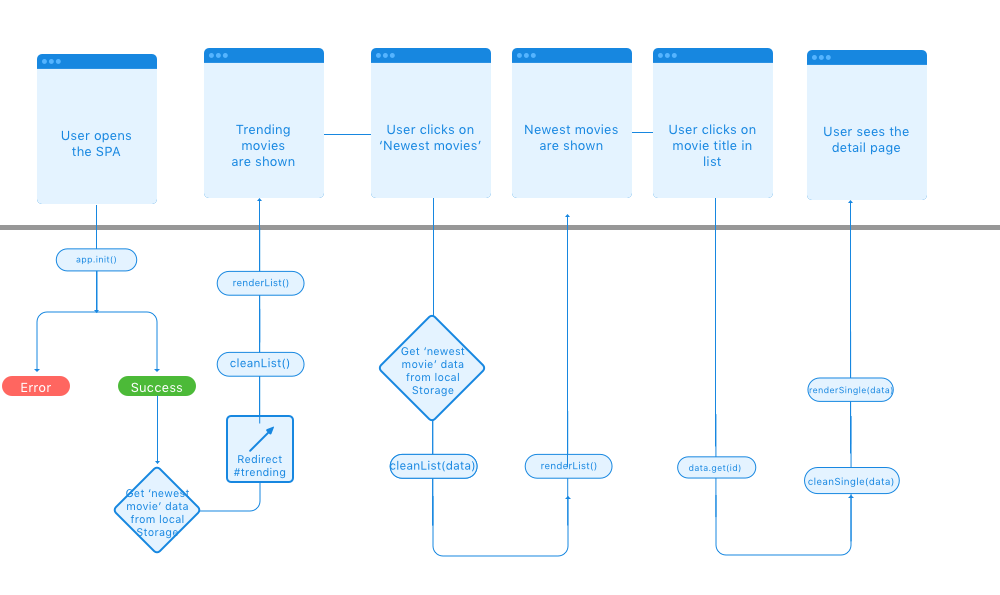 User opens
the SPA
Trending
movies
are shown
User clicks on
‘Newest movies’
Newest movies
are shown
User clicks on
movie title in
list
User sees the
detail page
app.init()
Error
Success
Get ‘newest
movie’ data
from local
Storage
Redirect
#trending
cleanList()
renderList()
Get ‘newest
movie’ data
from local
Storage
cleanList(data)
renderList()
data.get(id)
cleanSingle(data)
renderSingle(data)